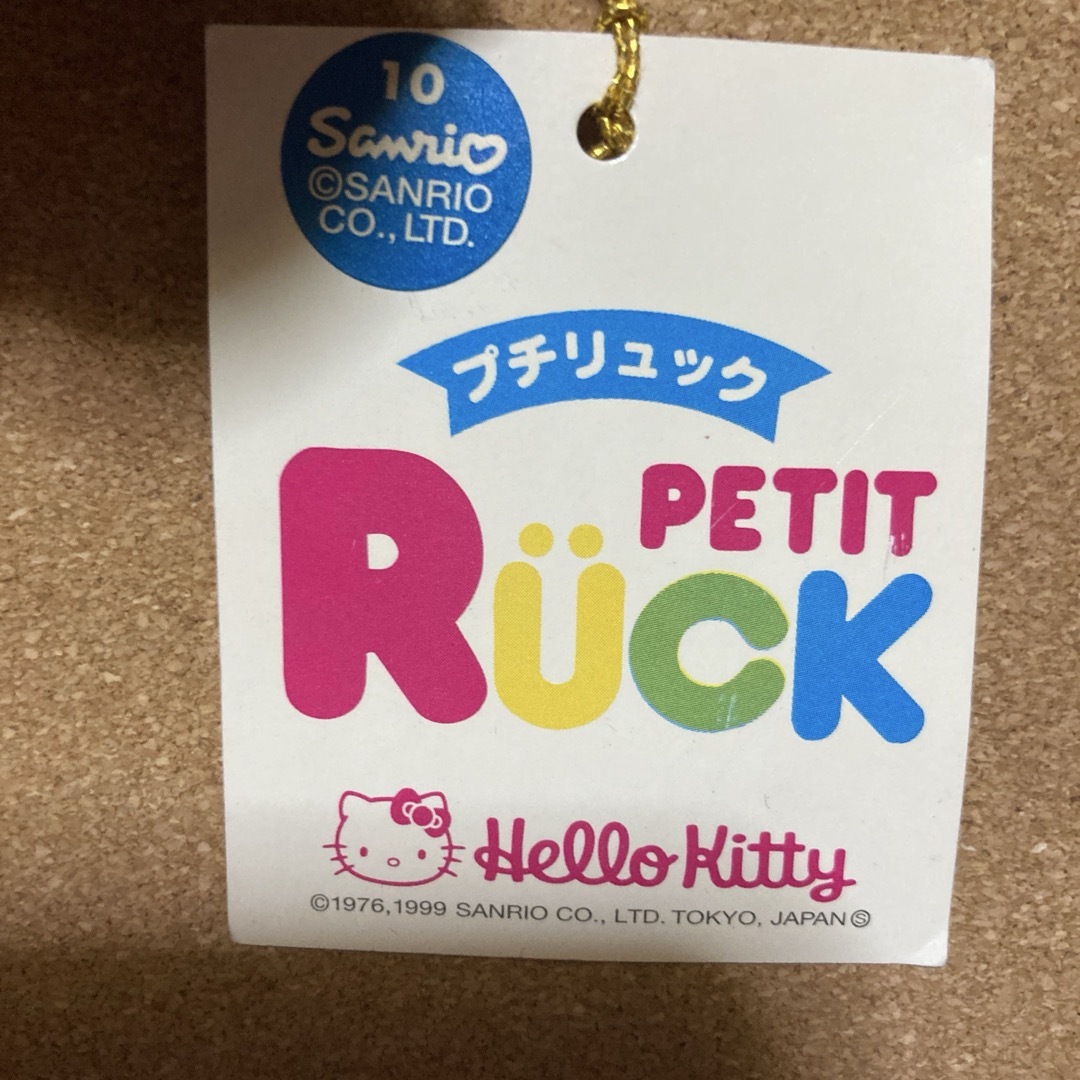 10
Sanrio
©SANRIO
CO., LTD.
プチリュック
PETIT
RÜCK
Hello Kitty
©1976,1999 SANRIO CO., LTD. TOKYO, JAPAN Ⓢ